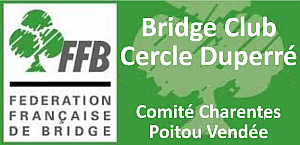 FFB
FEDERATION
FRANÇAISE
DE BRIDGE
Bridge Club
Cercle Duperré
Comité Charentes
Poitou Vendée